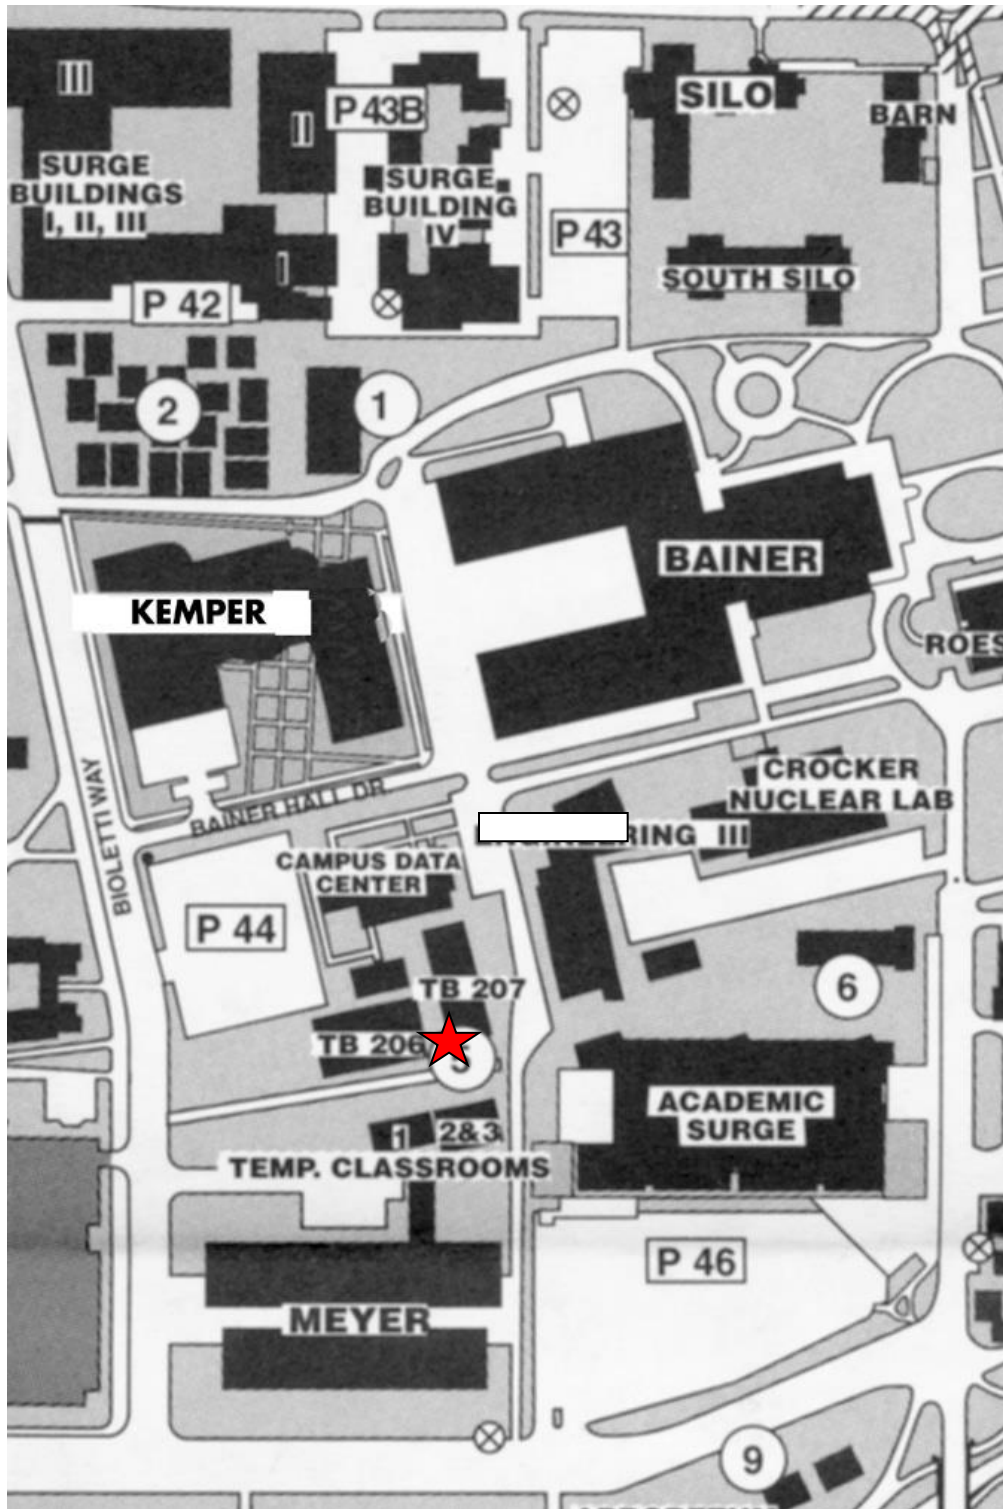 III
II
P 43B
SILO
BARN
SURGE
BUILDINGS
I, II, III
SURGE
BUILDING
IV
P 43
I
SOUTH SILO
P 42
2
1
BAINER
KEMPER
ROES
BIOLETTI WAY
BAINER HALL DR.
CROCKER
NUCLEAR LAB
III
CAMPUS DATA
CENTER
P 44
TB 207
6
TB 206
5
ACADEMIC
SURGE
1
2&3
TEMP. CLASSROOMS
P 46
MEYER
9